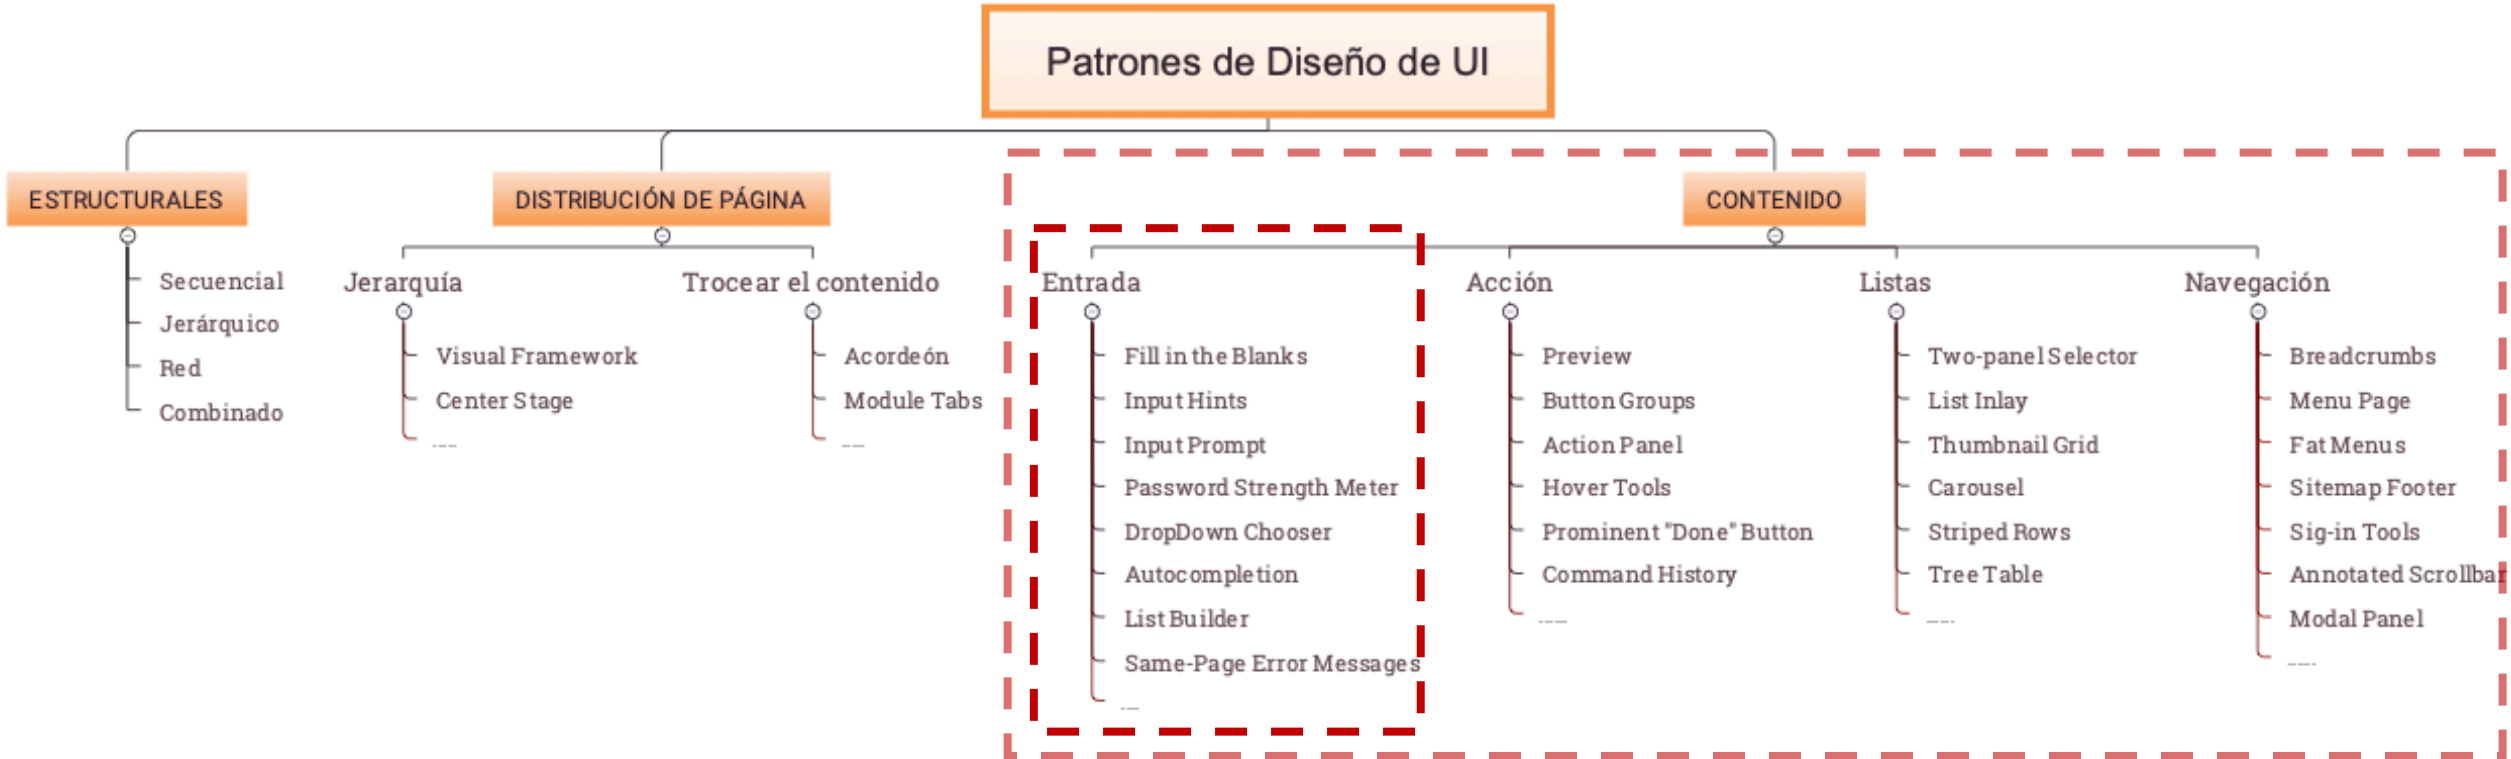 Patrones de Diseño de UI
ESTRUCTURALES
Secuencial
Jerárquico
Red
Combinado
DISTRIBUCIÓN DE PÁGINA
Jerarquía
Visual Framework
Center Stage
....
Trocear el contenido
Acordeón
Module Tabs
....
CONTENIDO
Entrada
Fill in the Blanks
Input Hints
Input Prompt
Password Strength Meter
DropDown Chooser
Autocompletion
List Builder
Same-Page Error Messages
...
Acción
Preview
Button Groups
Action Panel
Hover Tools
Prominent "Done" Button
Command History
.....
Listas
Two-panel Selector
List Inlay
Thumbnail Grid
Carousel
Striped Rows
Tree Table
.....
Navegación
Breadcrumbs
Menu Page
Fat Menus
Sitemap Footer
Sig-in Tools
Annotated Scrollbar
Modal Panel
.....